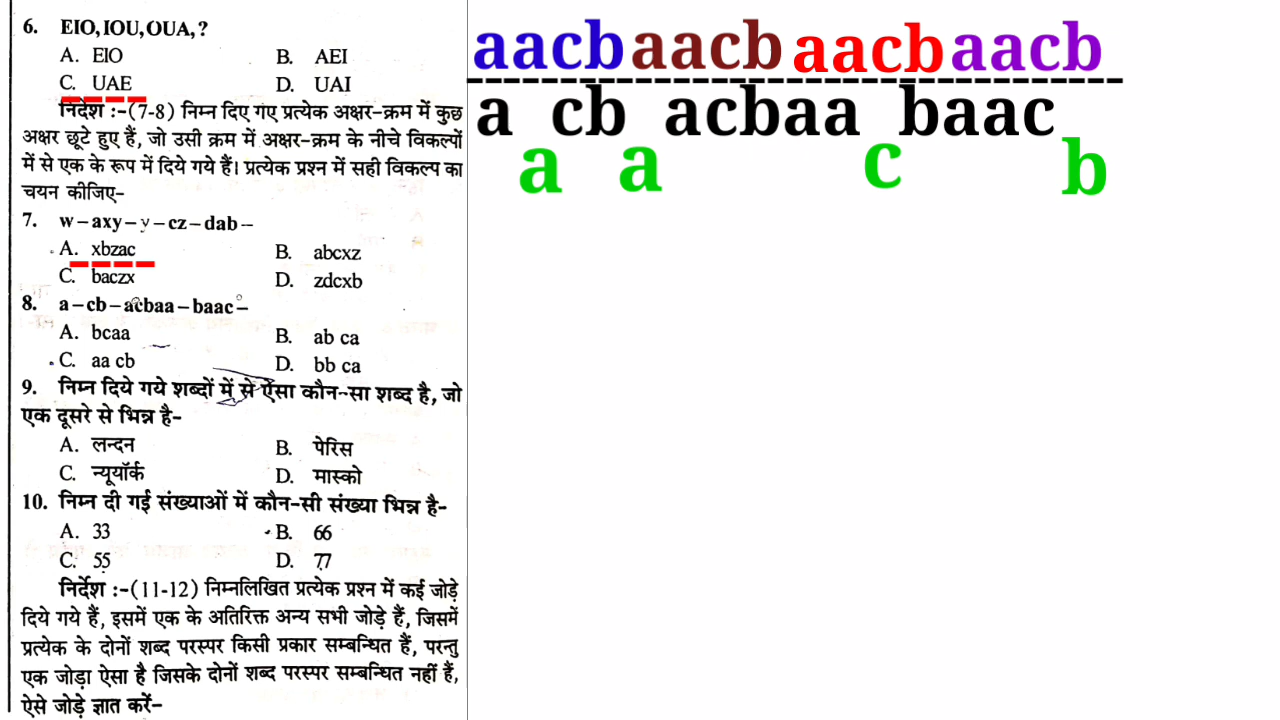 6. EIO, IOU, OUA, ?
A. EIO B. AEI
C. UAE D. UAI
निर्देश :-(7-8) निम्न दिए गए प्रत्येक अक्षर-क्रम में कुछ
अक्षर छूटे हुए हैं, जो उसी क्रम में अक्षर-क्रम के नीचे विकल्पों
में से एक के रूप में दिये गये हैं। प्रत्येक प्रश्न में सही विकल्प का
चयन कीजिए-
7. w – axy – y – cz – dab –
A. xbzac B. abcxz
C. baczx D. zdcxb
8. a – cb – acbaa – baac –
A. bcaa B. ab ca
C. aa cb D. bb ca
9. निम्न दिये गये शब्दों में से ऐसा कौन-सा शब्द है, जो
एक दूसरे से भिन्न है-
A. लन्दन B. पेरिस
C. न्यूयॉर्क D. मास्को
10. निम्न दी गई संख्याओं में कौन-सी संख्या भिन्न है-
A. 33 B. 66
C. 55 D. 77
निर्देश :-(11-12) निम्नलिखित प्रत्येक प्रश्न में कई जोड़े
दिये गये हैं, इसमें एक के अतिरिक्त अन्य सभी जोड़े हैं, जिसमें
प्रत्येक के दोनों शब्द परस्पर किसी प्रकार सम्बन्धित हैं, परन्तु
एक जोड़ा ऐसा है जिसके दोनों शब्द परस्पर सम्बन्धित नहीं हैं,
ऐसे जोड़े ज्ञात करें-
aacb aacb aacb aacb
a cb acbaa baac
a a c b